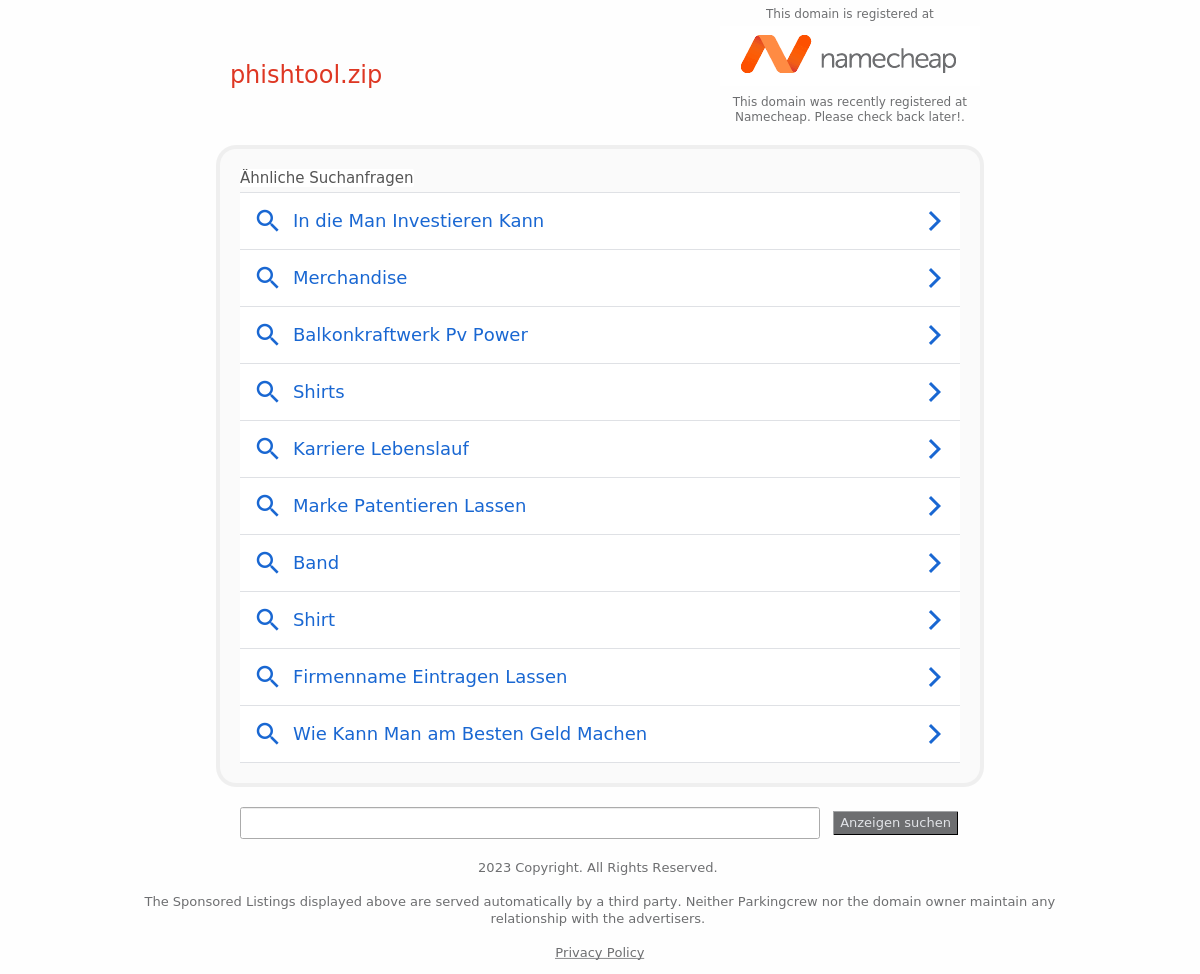 This domain is registered at
namecheap
phishtool.zip
This domain was recently registered at
Namecheap. Please check back later!.
Ähnliche Suchanfragen
In die Man Investieren Kann
Merchandise
Balkonkraftwerk Pv Power
Shirts
Karriere Lebenslauf
Marke Patentieren Lassen
Band
Shirt
Firmenname Eintragen Lassen
Wie Kann Man am Besten Geld Machen
Anzeigen suchen
2023 Copyright. All Rights Reserved.
The Sponsored Listings displayed above are served automatically by a third party. Neither Parkingcrew nor the domain owner maintain any
relationship with the advertisers.
Privacy Policy